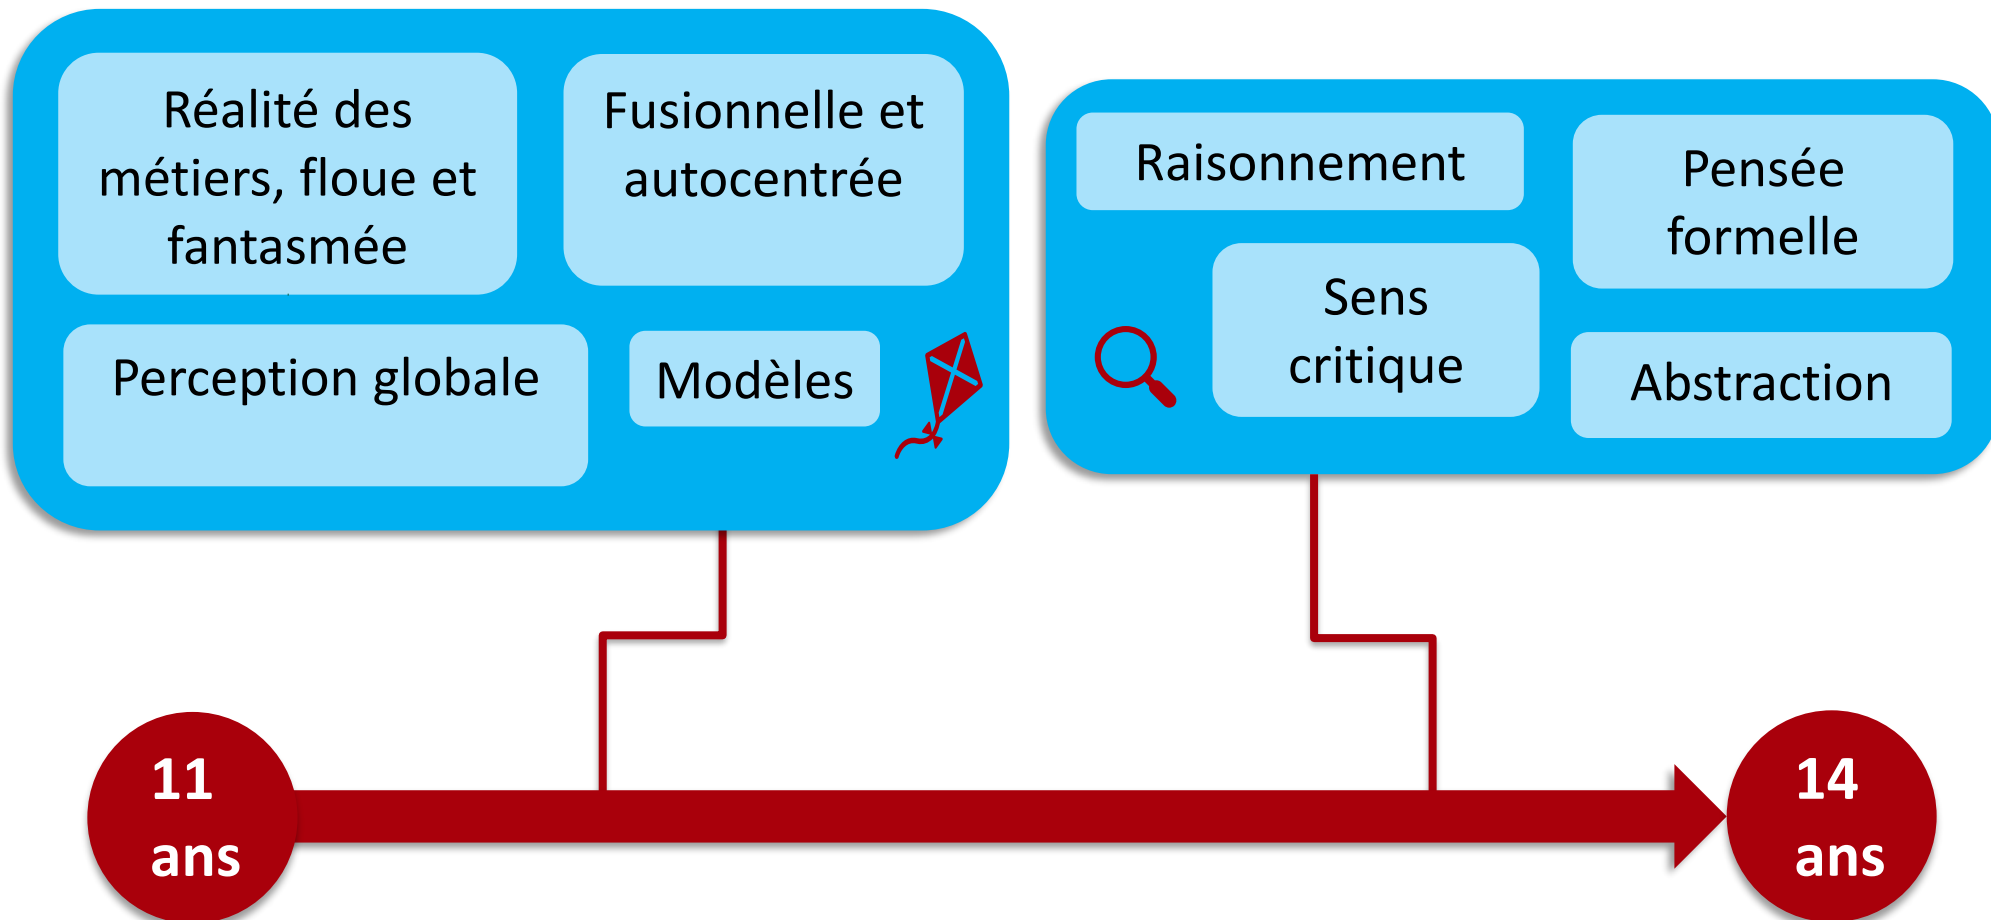 Réalité des
métiers, floue et
fantasmée
Fusionnelle et
autocentrée
Perception globale
Modèles
Raisonnement
Pensée
formelle
Sens
critique
Abstraction
11
ans
14
ans